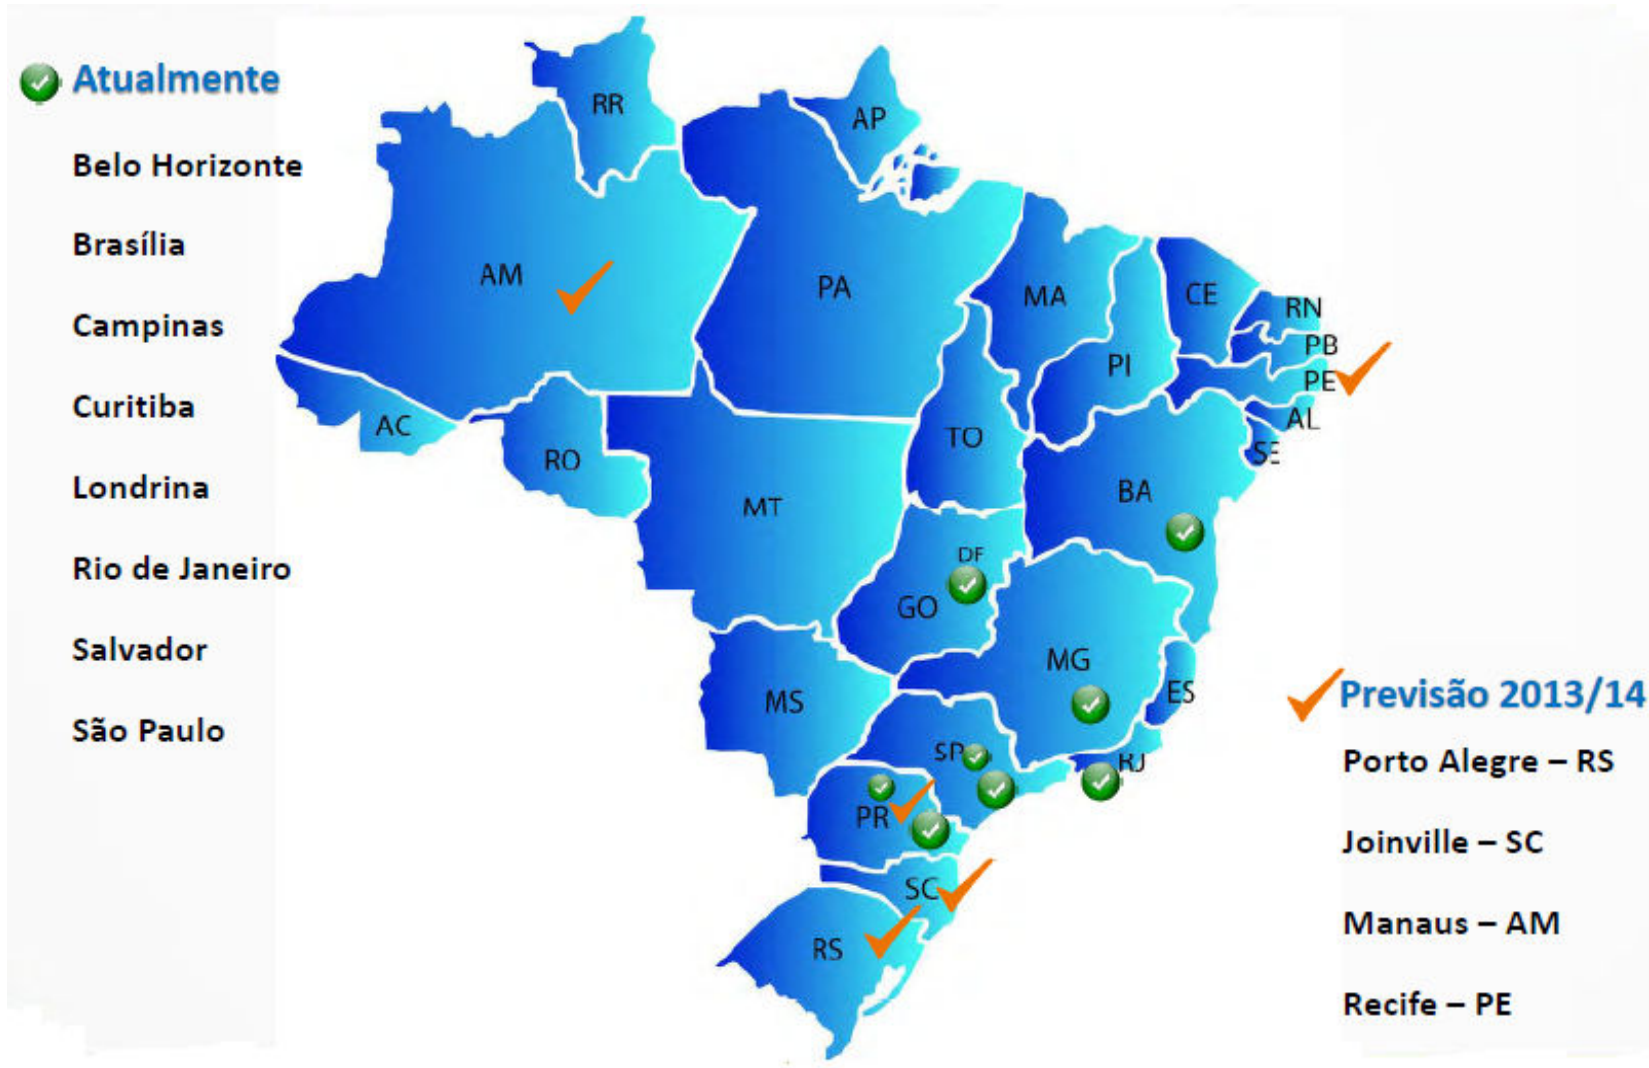 Atualmente
Belo Horizonte
Brasília
Campinas
Curitiba
Londrina
Rio de Janeiro
Salvador
São Paulo
RR
AP
AM
PA
MA
CE
RN
PB
PI
PE
AL
AC
TO
SE
RO
BA
MT
DF
GO
MG
ES
MS
SP
RJ
PR
SC
RS
Previsão 2013/14
Porto Alegre – RS
Joinville – SC
Manaus – AM
Recife – PE